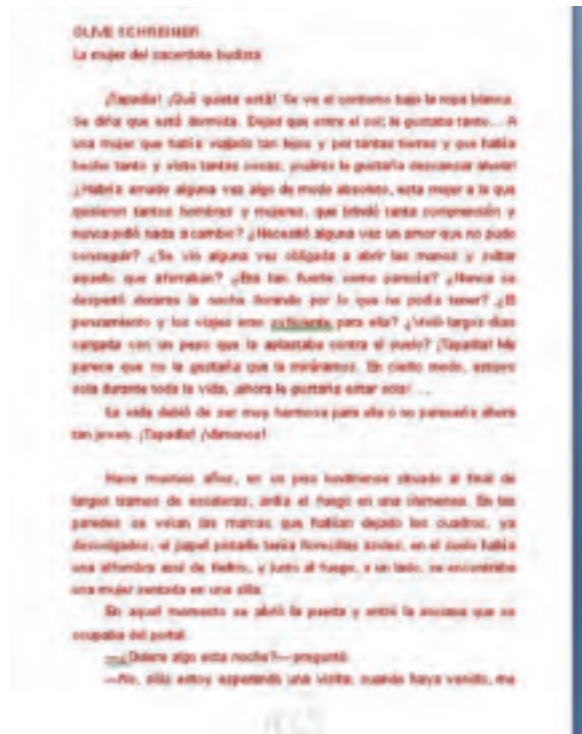 OLIVE SCHREINER
La mujer del sacerdote budista
¡Tapadla! ¡Qué quieta está! Se ve el contorno bajo la ropa blanca.
Se diría que está dormida. Dejad que entre el sol; le gustaba tanto... A
una mujer que había viajado tan lejos y por tantas tierras y que había
hecho tanto y visto tantas cosas, ¡cuánto le gustaría descansar ahora!
¿Habría amado alguna vez algo de modo absoluto, esta mujer a la que
quisieron tantos hombres y mujeres, que brindó tanta comprensión y
nunca pidió nada a cambio? ¿Necesitó alguna vez un amor que no pudo
conseguir? ¿Se vio alguna vez obligada a abrir las manos y soltar
aquello que aferraban? ¿Era tan fuerte como parecía? ¿Nunca se
despertó durante la noche llorando por lo que no podía tener? ¿El
pensamiento y los viajes eran suficiente para ella? ¿Vivió largos días
cargada con un peso que la aplastaba contra el suelo? ¡Tapadla! Me
parece que no le gustaría que la miráramos. En cierto modo, estuvo
sola durante toda la vida, ¡ahora le gustaría estar sola!...
La vida debió de ser muy hermosa para ella o no parecería ahora
tan joven. ¡Tapadla! ¡Vámonos!
Hace muchos años, en un piso londinense situado al final de
largos tramos de escaleras, ardía el fuego en una chimenea. En las
paredes se veían las marcas que habían dejado los cuadros, ya
descolgados, el papel pintado tenía florecillas azules, en el suelo había
una alfombra azul de fieltro, y junto al fuego, a un lado, se encontraba
una mujer sentada en una silla.
En aquel momento se abrió la puerta y entró la anciana que se
ocupaba del portal.
—¿Quiere algo esta noche?—preguntó.
—No, sólo estoy esperando una visita; cuando haya venido, me